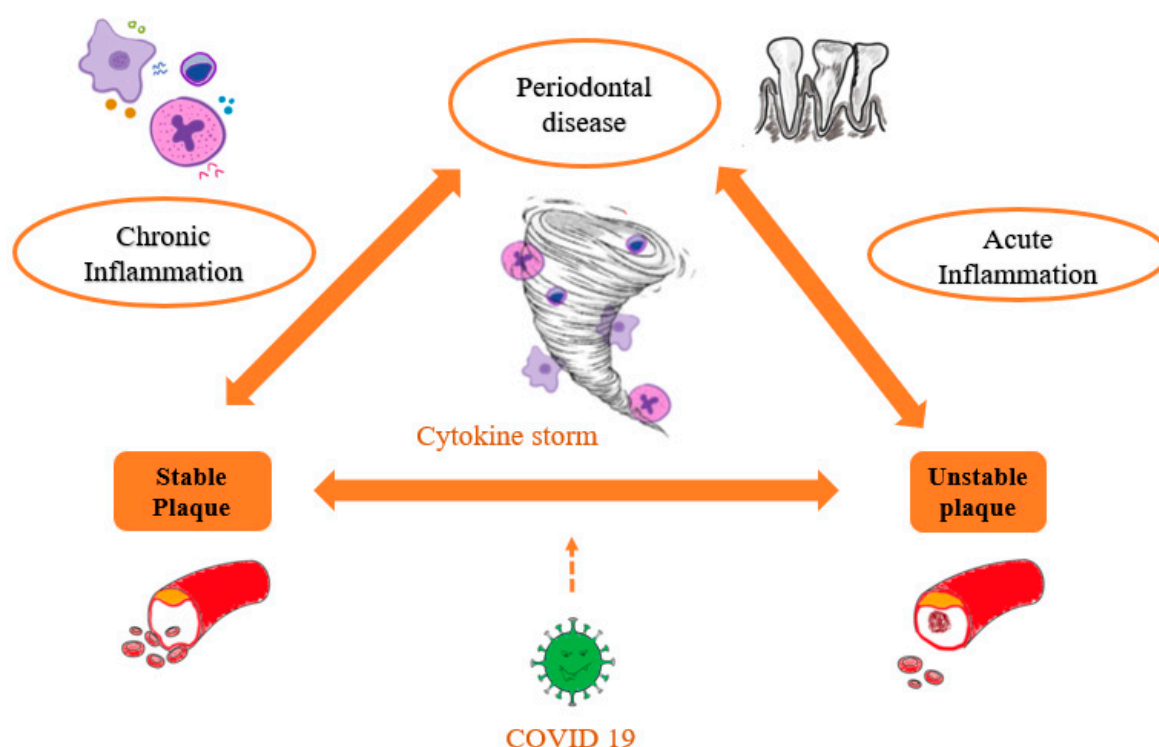 Periodontal
disease
Chronic
Inflammation
Acute
Inflammation
Cytokine storm
Stable
Plaque
Unstable
plaque
COVID 19